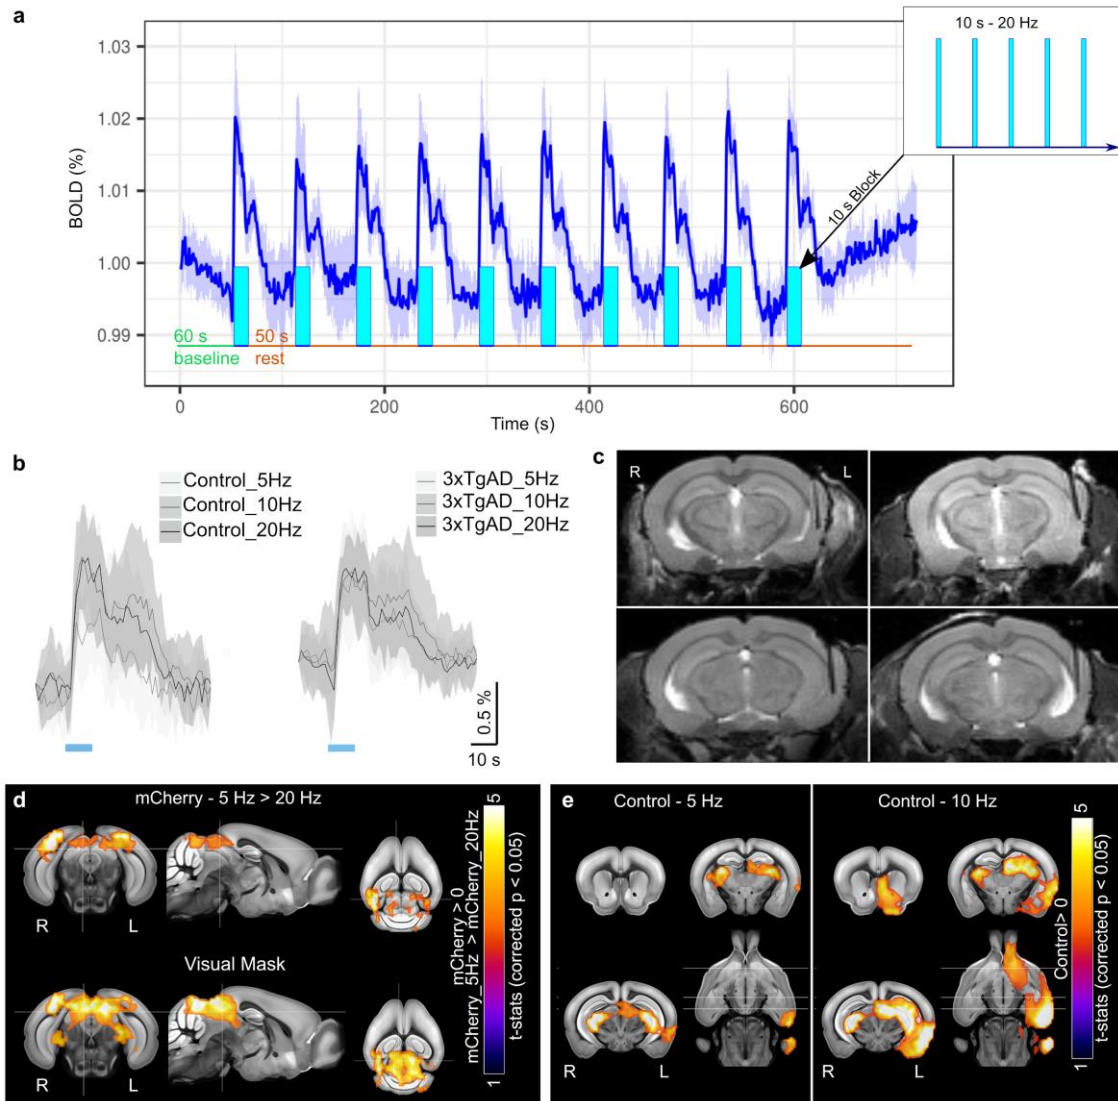 a
10 s - 20 Hz
1.03
1.02
1.01
1.00
0.99
BOLD (%)
10 s Block
60 s
baseline
50 s
rest
0
200
400
600
Time (s)
b
Control_5Hz
Control_10Hz
Control_20Hz
3xTgAD_5Hz
3xTgAD_10Hz
3xTgAD_20Hz
0.5 %
10 s
c
R
L
d
mCherry - 5 Hz > 20 Hz
R
L
Visual Mask
R
L
mCherry > 0
mCherry_5Hz > mCherry_20Hz
5
t-stats (corrected p < 0.05)
1
e
Control - 5 Hz
Control - 10 Hz
R
L
R
L
Control> 0
5
t-stats (corrected p < 0.05)
1